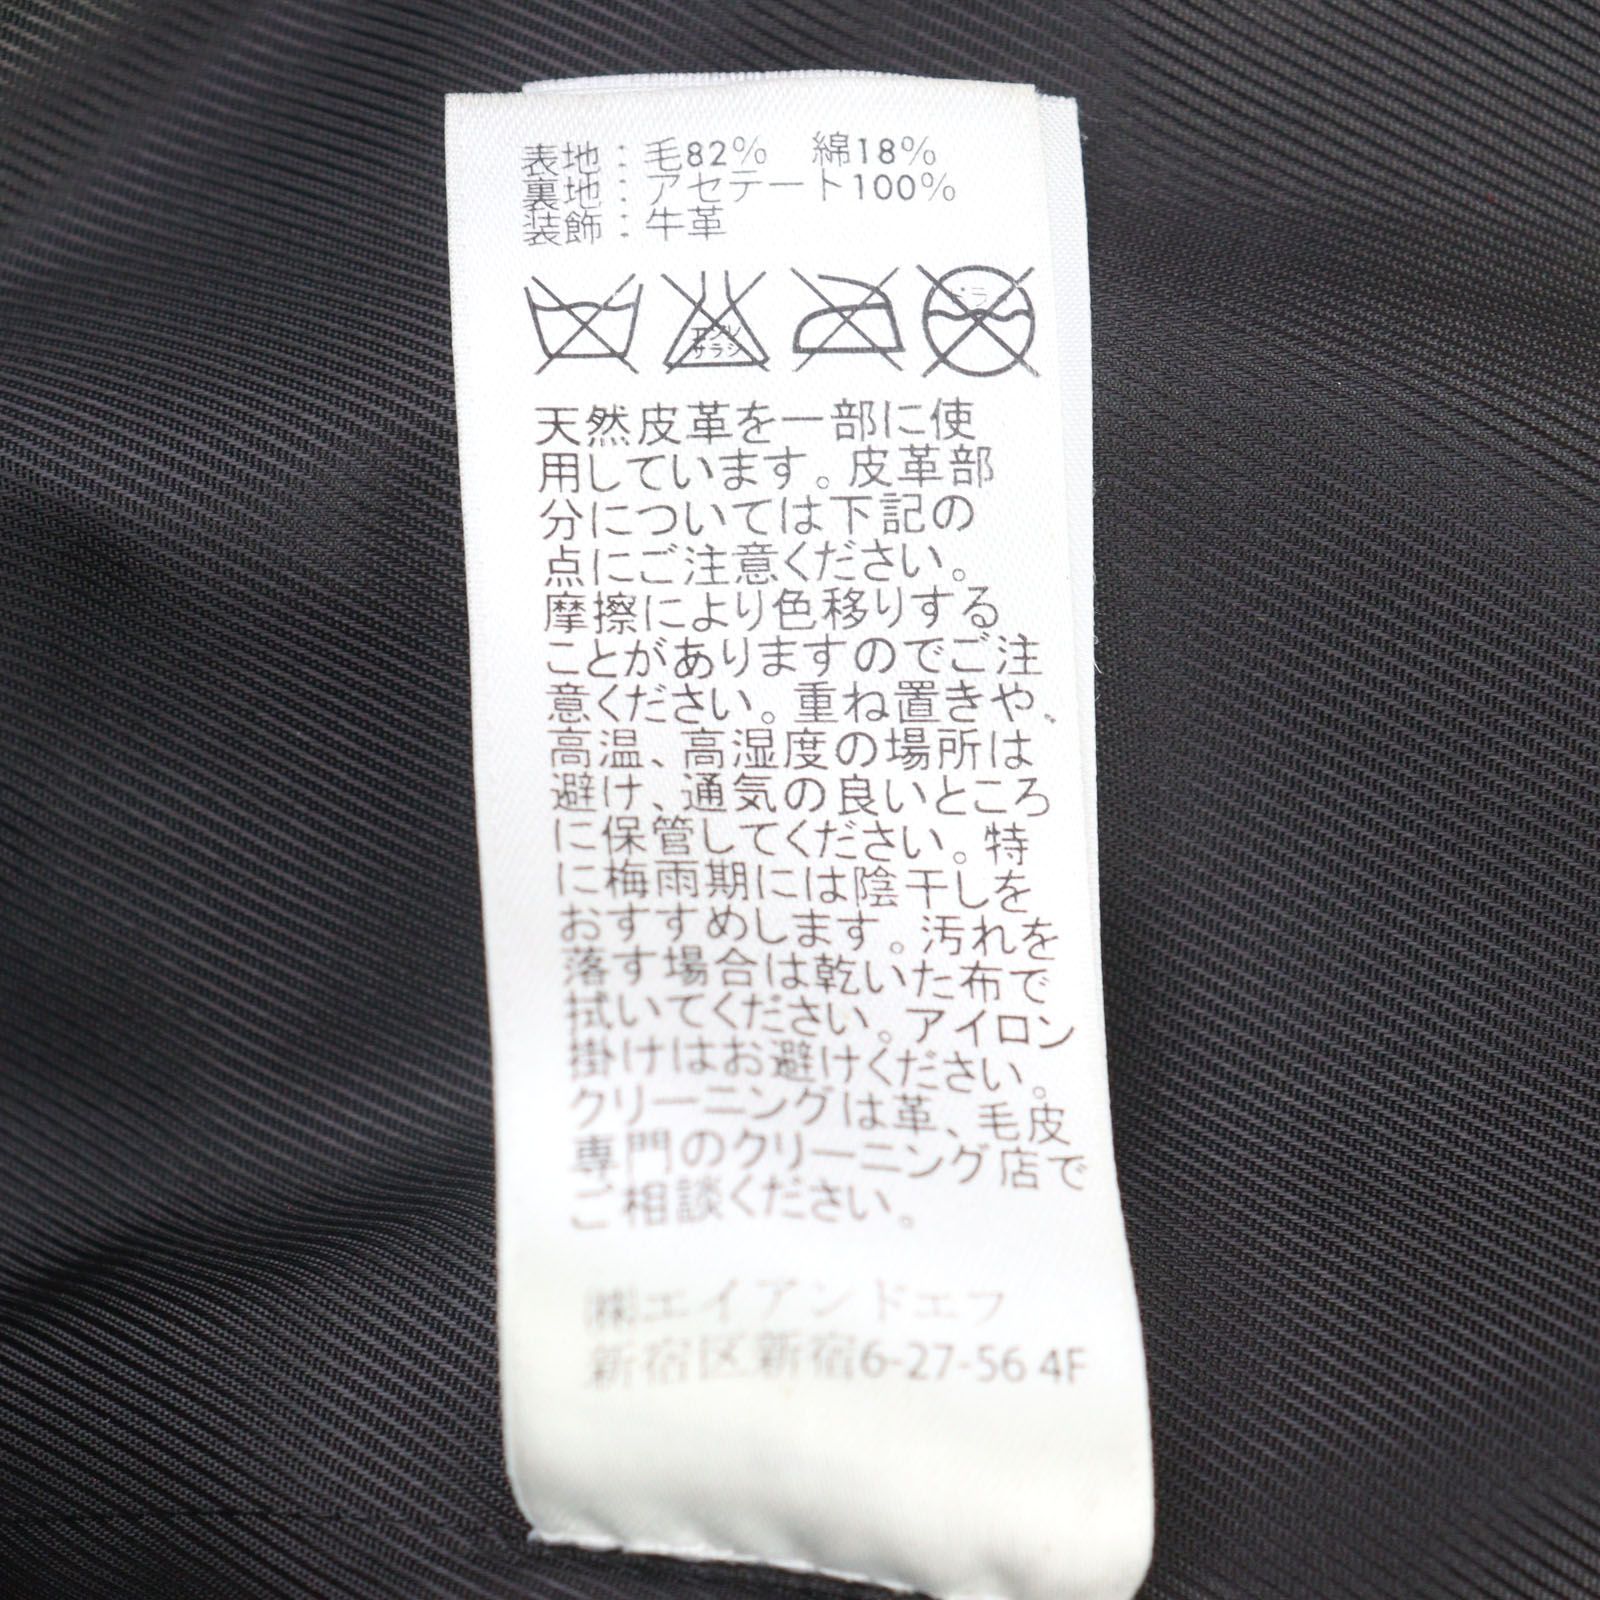 表地：毛82%　綿18%
裏地：アセテート100%
装飾：牛革
エンソ サラシ ドライ
天然皮革を一部に使
用しています。皮革部
分については下記の
点にご注意ください。
摩擦により色移りする
ことがありますのでご注
意ください。重ね置きや、
高温、高湿度の場所は
避け、通気の良いところ
に保管してください。特
に梅雨期には陰干しを
おすすめします。汚れを
落す場合は乾いた布で
拭いてください。アイロン
掛けはお避けください。
クリーニングは革、毛皮
専門のクリーニング店で
ご相談ください。
㈱エイアンドエフ
新宿区新宿6-27-56 4F